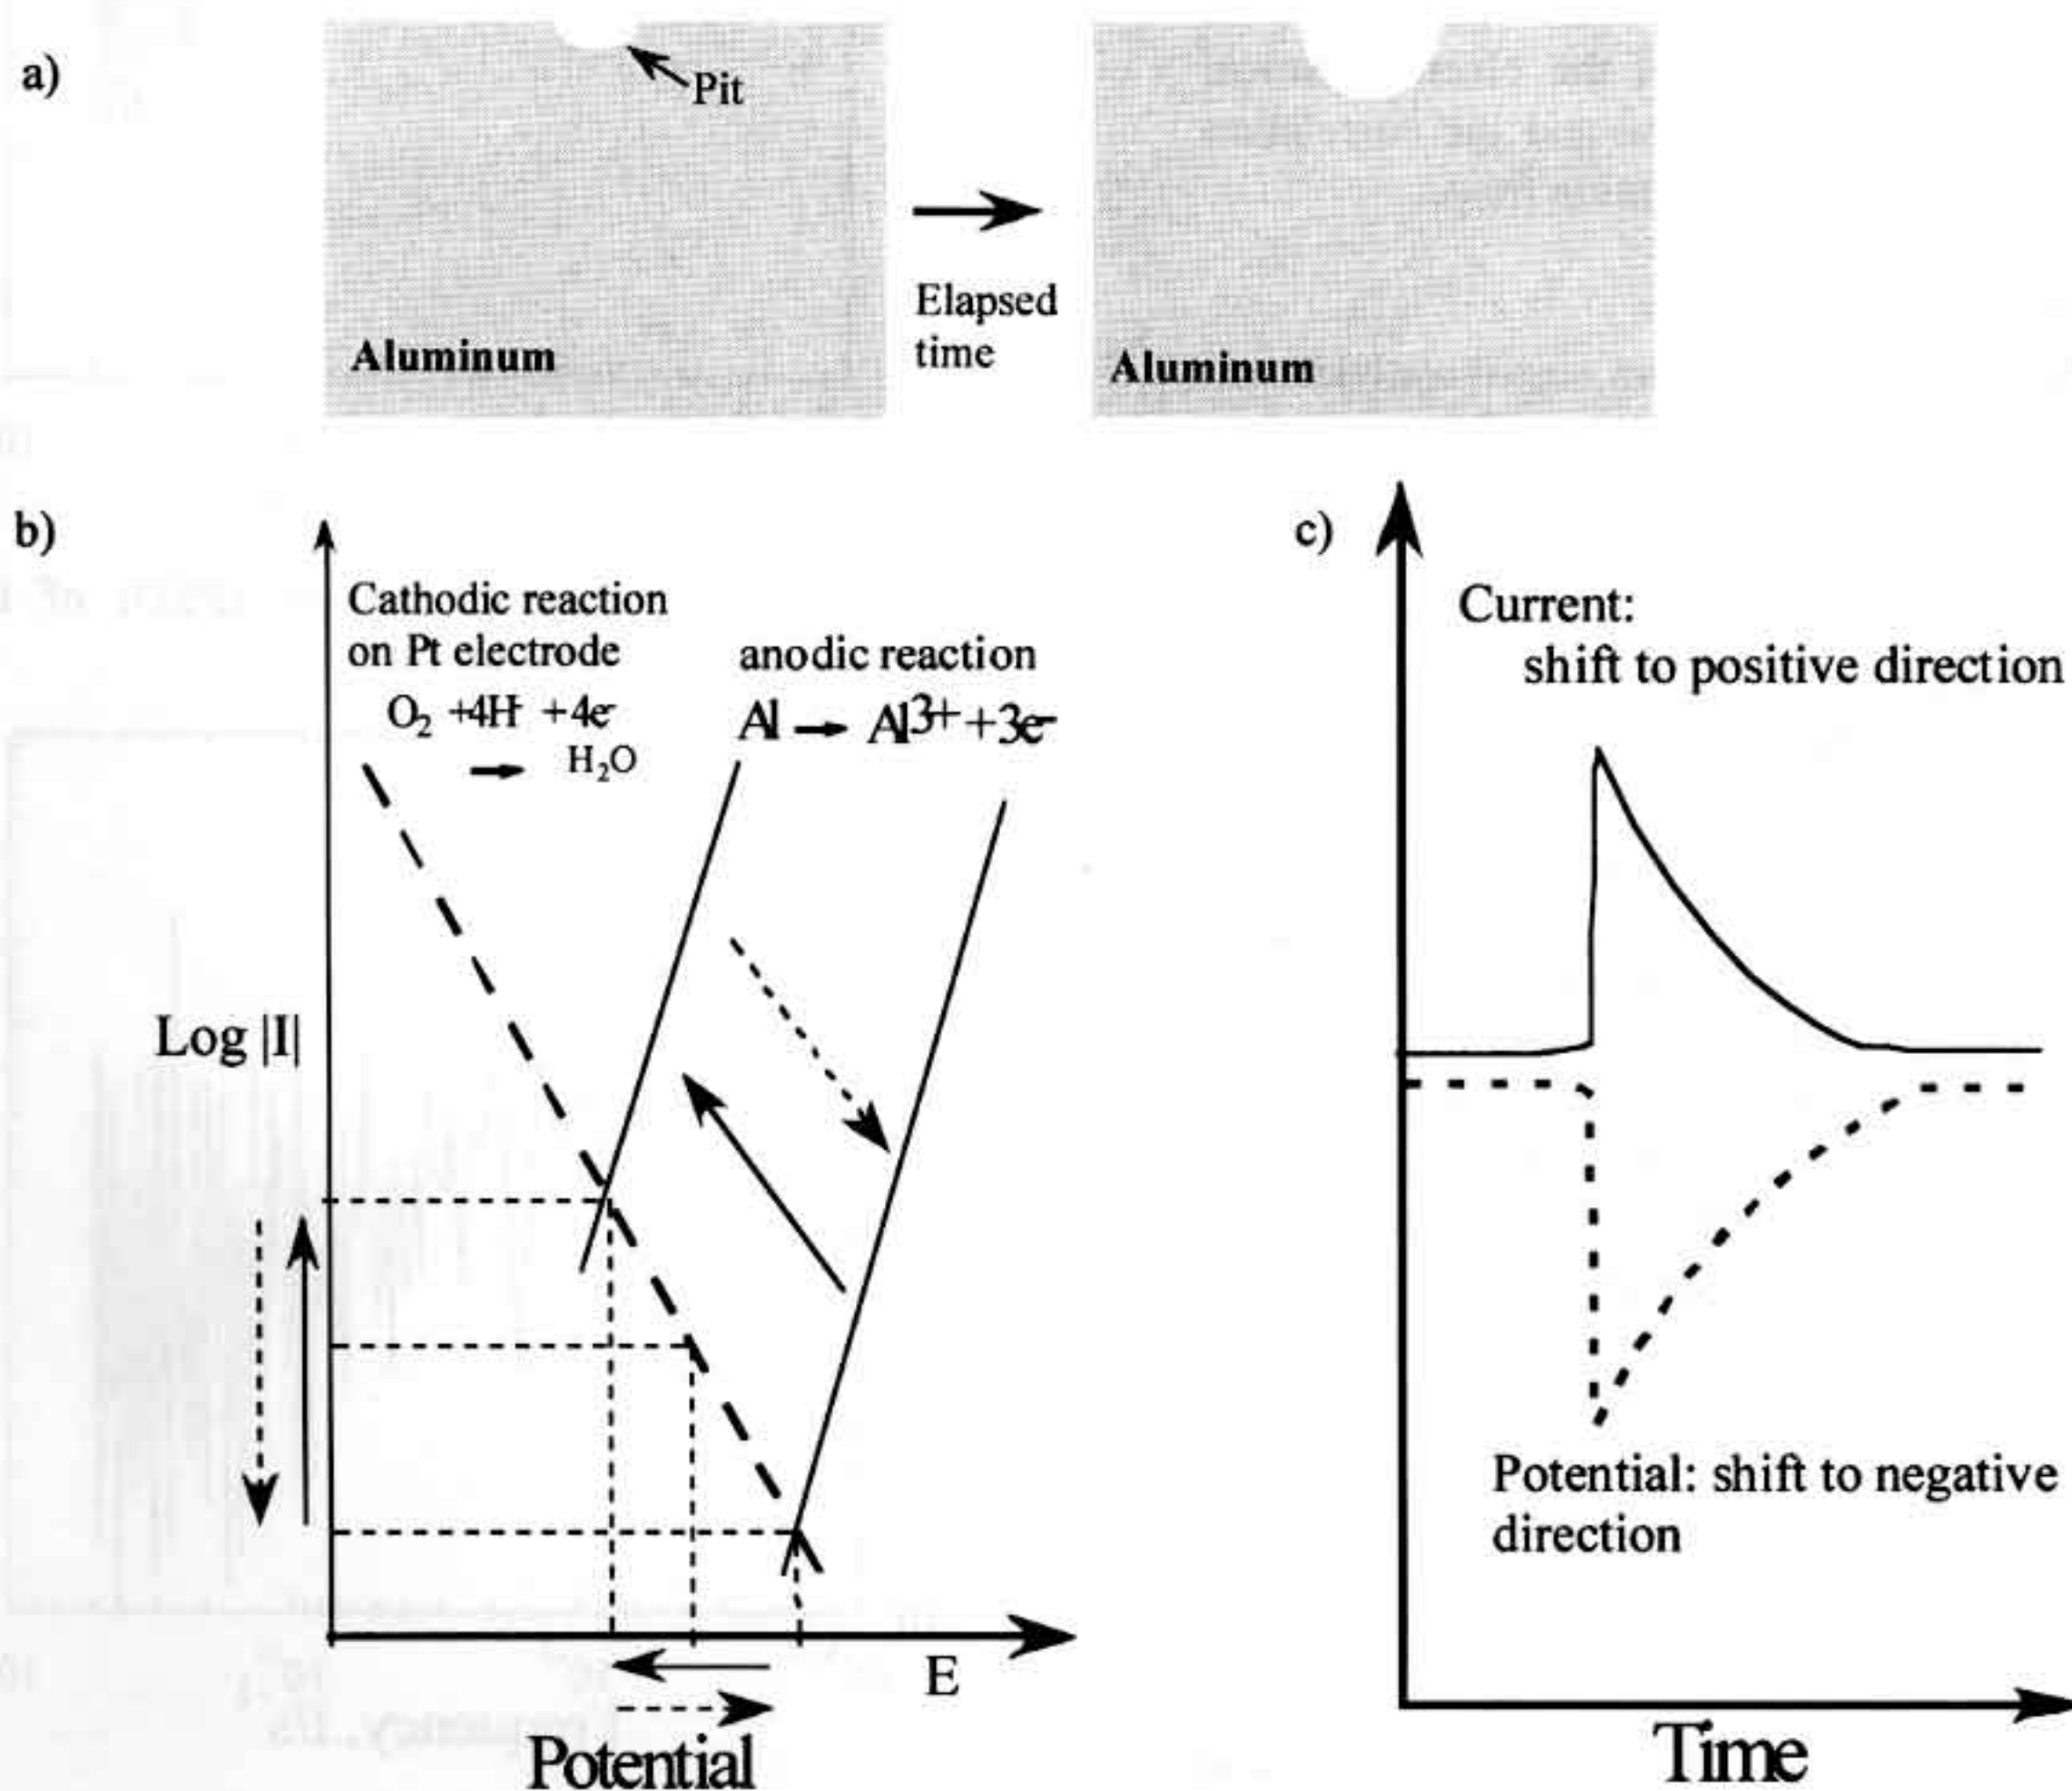 a)
Pit
Elapsed
time
Aluminum
Aluminum
b)
Cathodic reaction
on Pt electrode
O₂ +4H⁻ +4e⁻
→ H₂O
anodic reaction
Al → Al³⁺ +3e⁻
Log |I|
E
Potential
c)
Current:
shift to positive direction
Potential: shift to negative
direction
Time